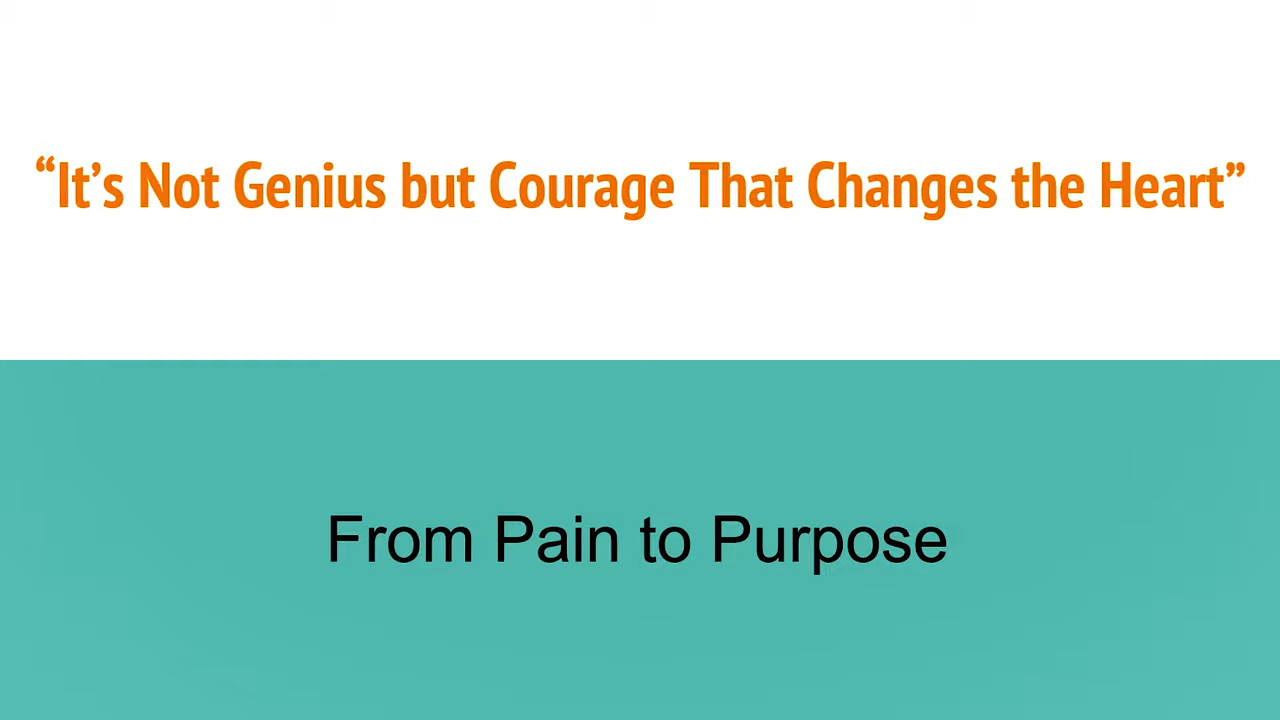 “It’s Not Genius but Courage That Changes the Heart”
From Pain to Purpose